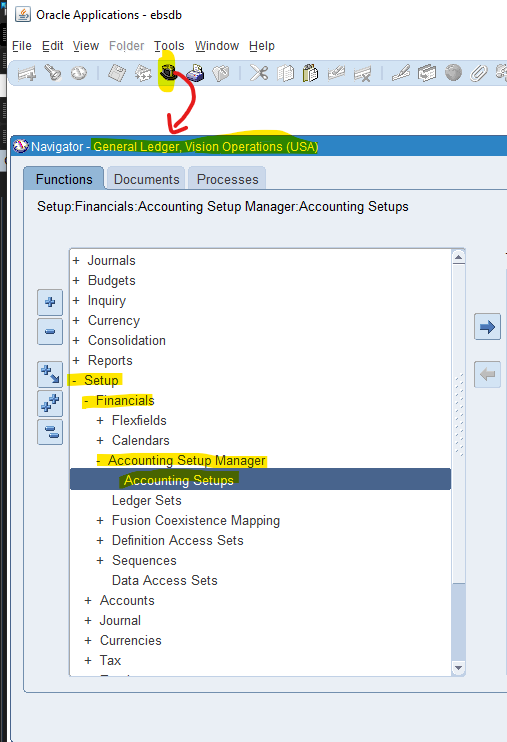 Oracle Applications - ebsdb
File Edit View Folder Tools Window Help
Navigator - General Ledger, Vision Operations (USA)
Functions Documents Processes
Setup:Financials:Accounting Setup Manager:Accounting Setups
+ Journals
+ Budgets
+ Inquiry
+ Currency
+ Consolidation
+ Reports
- Setup
- Financials
+ Flexfields
+ Calendars
- Accounting Setup Manager
Accounting Setups
Ledger Sets
+ Fusion Coexistence Mapping
+ Definition Access Sets
+ Sequences
Data Access Sets
+ Accounts
+ Journal
+ Currencies
+ Tax